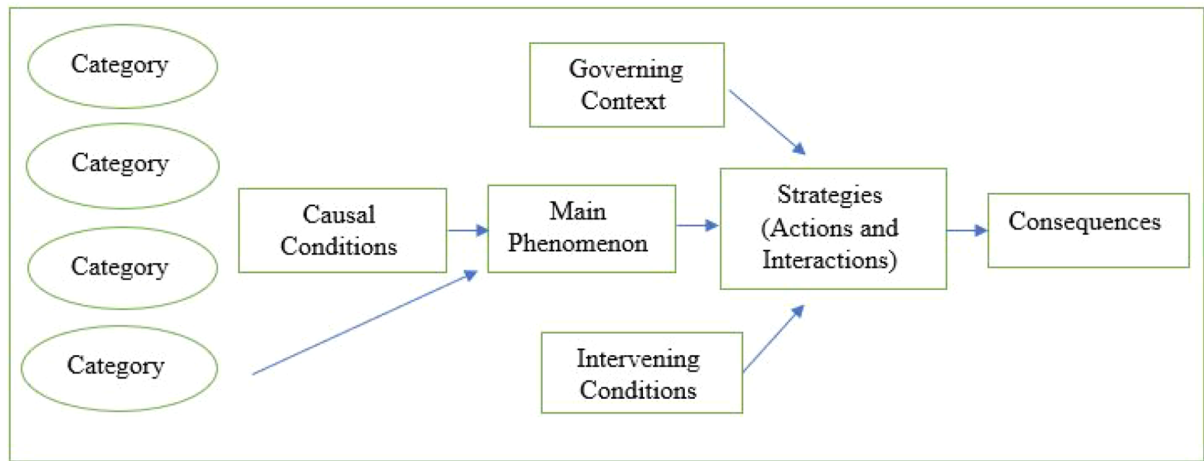 Category
Category
Category
Category
Causal
Conditions
Main
Phenomenon
Governing
Context
Strategies
(Actions and
Interactions)
Intervening
Conditions
Consequences